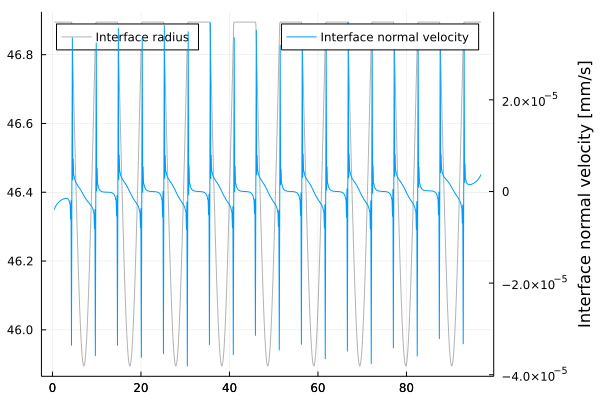 Interface radius
Interface normal velocity
46.8
46.6
46.4
46.2
46.0
2.0×10⁻⁵
0
−2.0×10⁻⁵
−4.0×10⁻⁵
Interface normal velocity [mm/s]
0 20 40 60 80